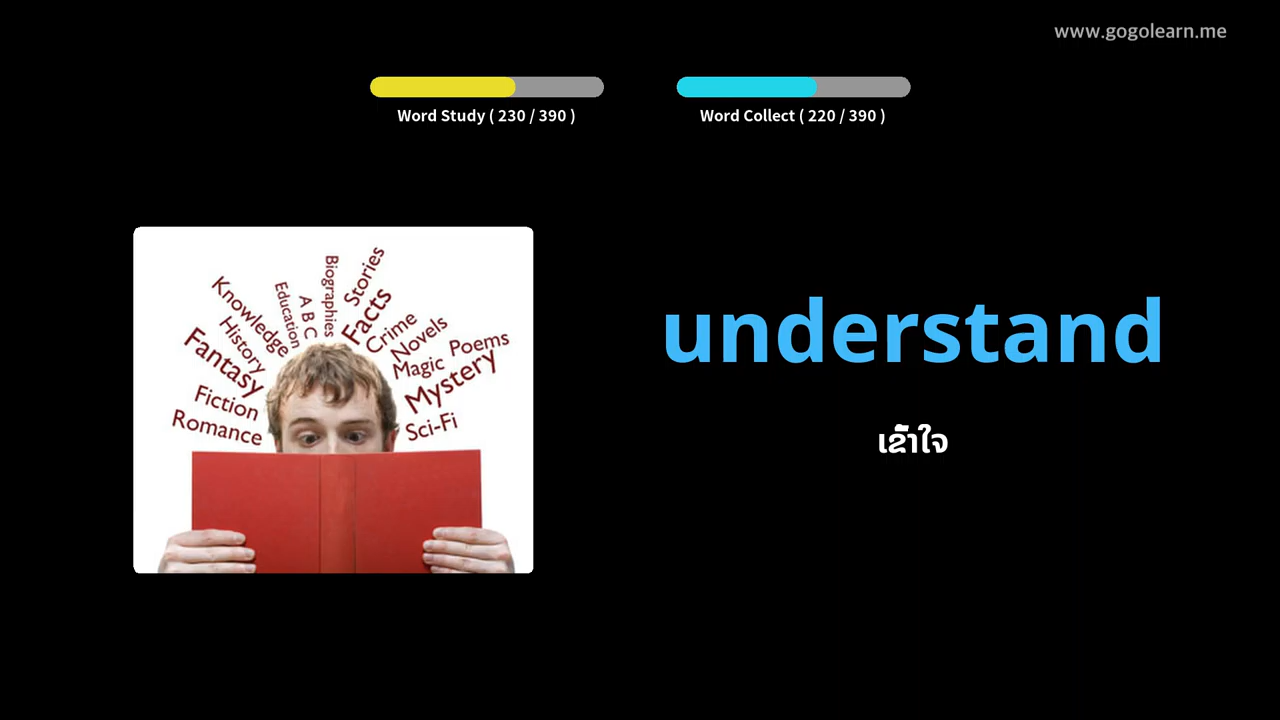 www.gogolearn.me
Word Study ( 230 / 390 )
Word Collect ( 220 / 390 )
Stories
Biographies
Facts
A B C
Education
Knowledge
Crime
Novels
History
Poems
Fantasy
Magic
Mystery
Fiction
Sci-Fi
Romance
understand
เข้าใจ